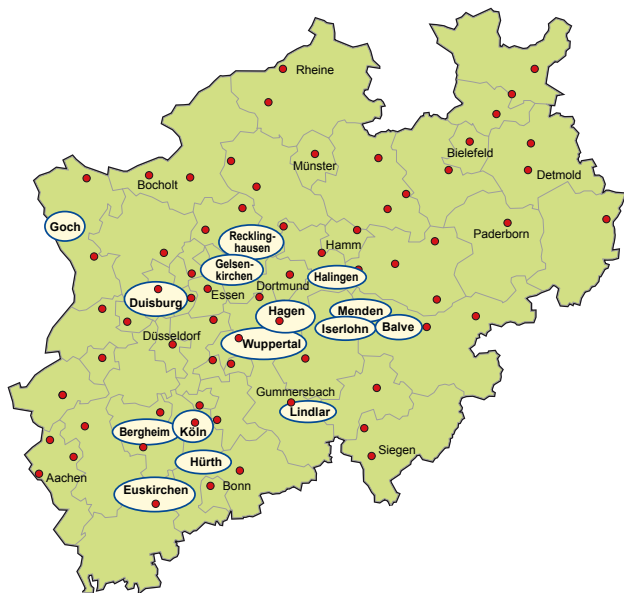 Rheine
Münster
Bielefeld
Bocholt
Detmold
Goch
Paderborn
Reckling-
hausen
Hamm
Gelsen-
kirchen
Halingen
Dortmund
Essen
Duisburg
Hagen
Menden
Iserlohn
Balve
Düsseldorf
Wuppertal
Gummersbach
Lindlar
Bergheim
Köln
Siegen
Hürth
Aachen
Bonn
Euskirchen